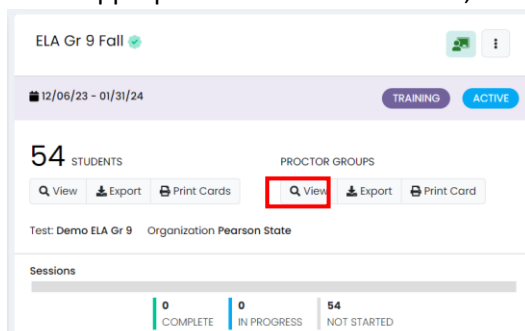 ELA Gr 9 Fall
12/06/23 - 01/31/24 TRAINING ACTIVE
54 STUDENTS PROCTOR GROUPS
View Export Print Cards View Export Print Card
Test: Demo ELA Gr 9 Organization Pearson State
Sessions
0 0 54
COMPLETE IN PROGRESS NOT STARTED